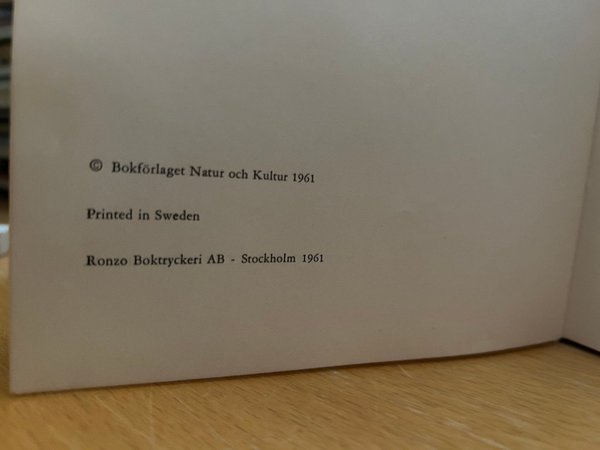 © Bokförlaget Natur och Kultur 1961
Printed in Sweden
Ronzo Boktryckeri AB - Stockholm 1961